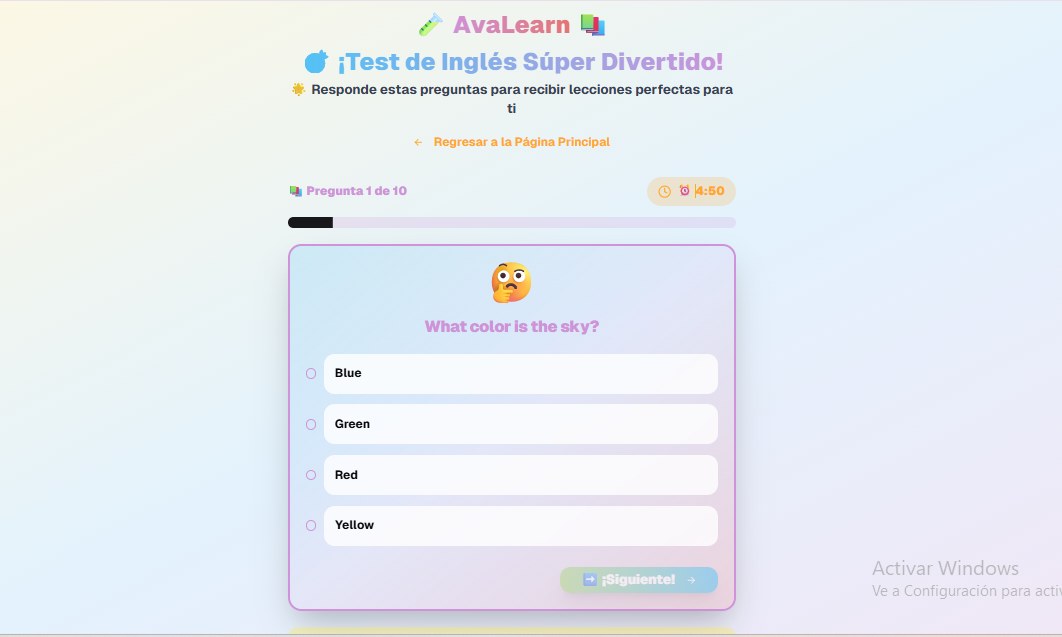 AvaLearn
¡Test de Inglés Súper Divertido!
Responde estas preguntas para recibir lecciones perfectas para
ti
← Regresar a la Página Principal
Pregunta 1 de 10
4:50
What color is the sky?
Blue
Green
Red
Yellow
¡Siguiente! →
Activar Windows
Ve a Configuración para